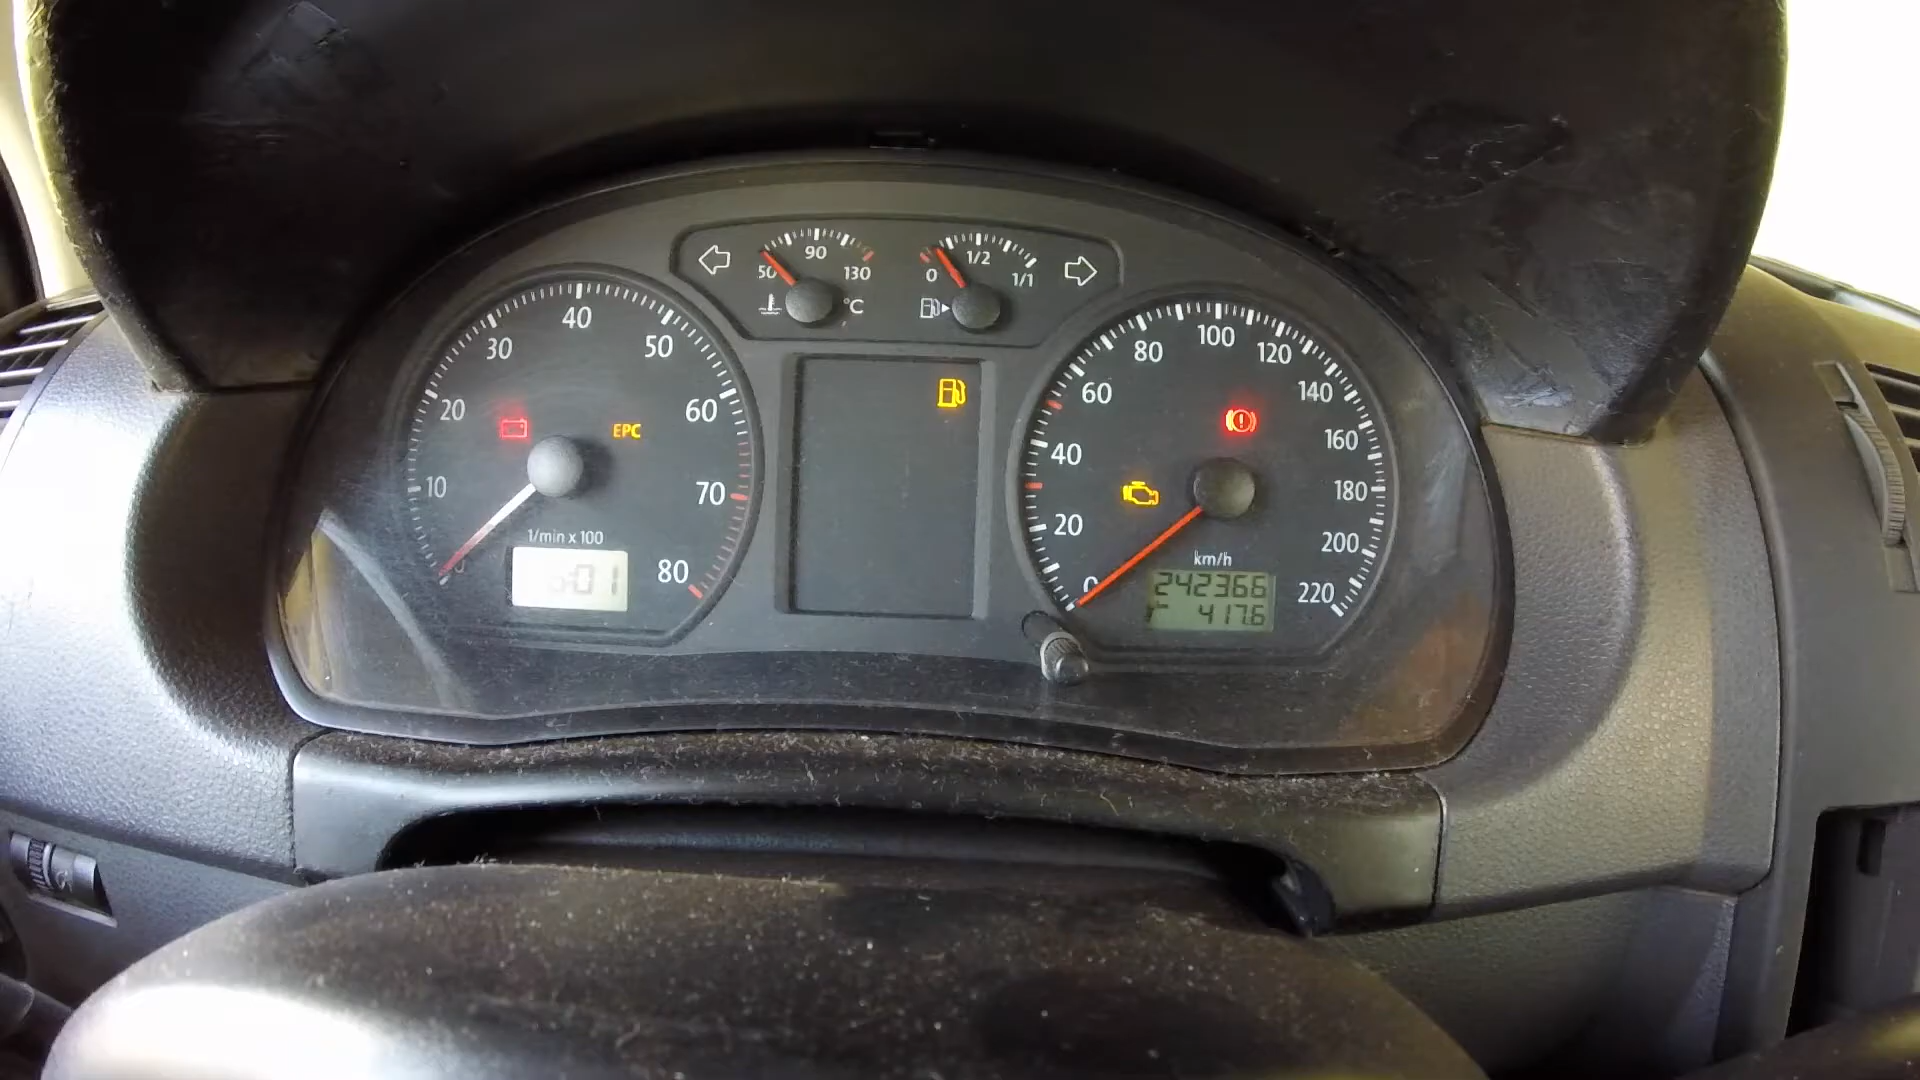 50 90 130
°C
0 1/2 1/1
10 20 30 40 50 60 70 80
EPC
1/min x 100
:01
0 20 40 60 80 100 120 140 160 180 200 220
km/h
242366
417.6